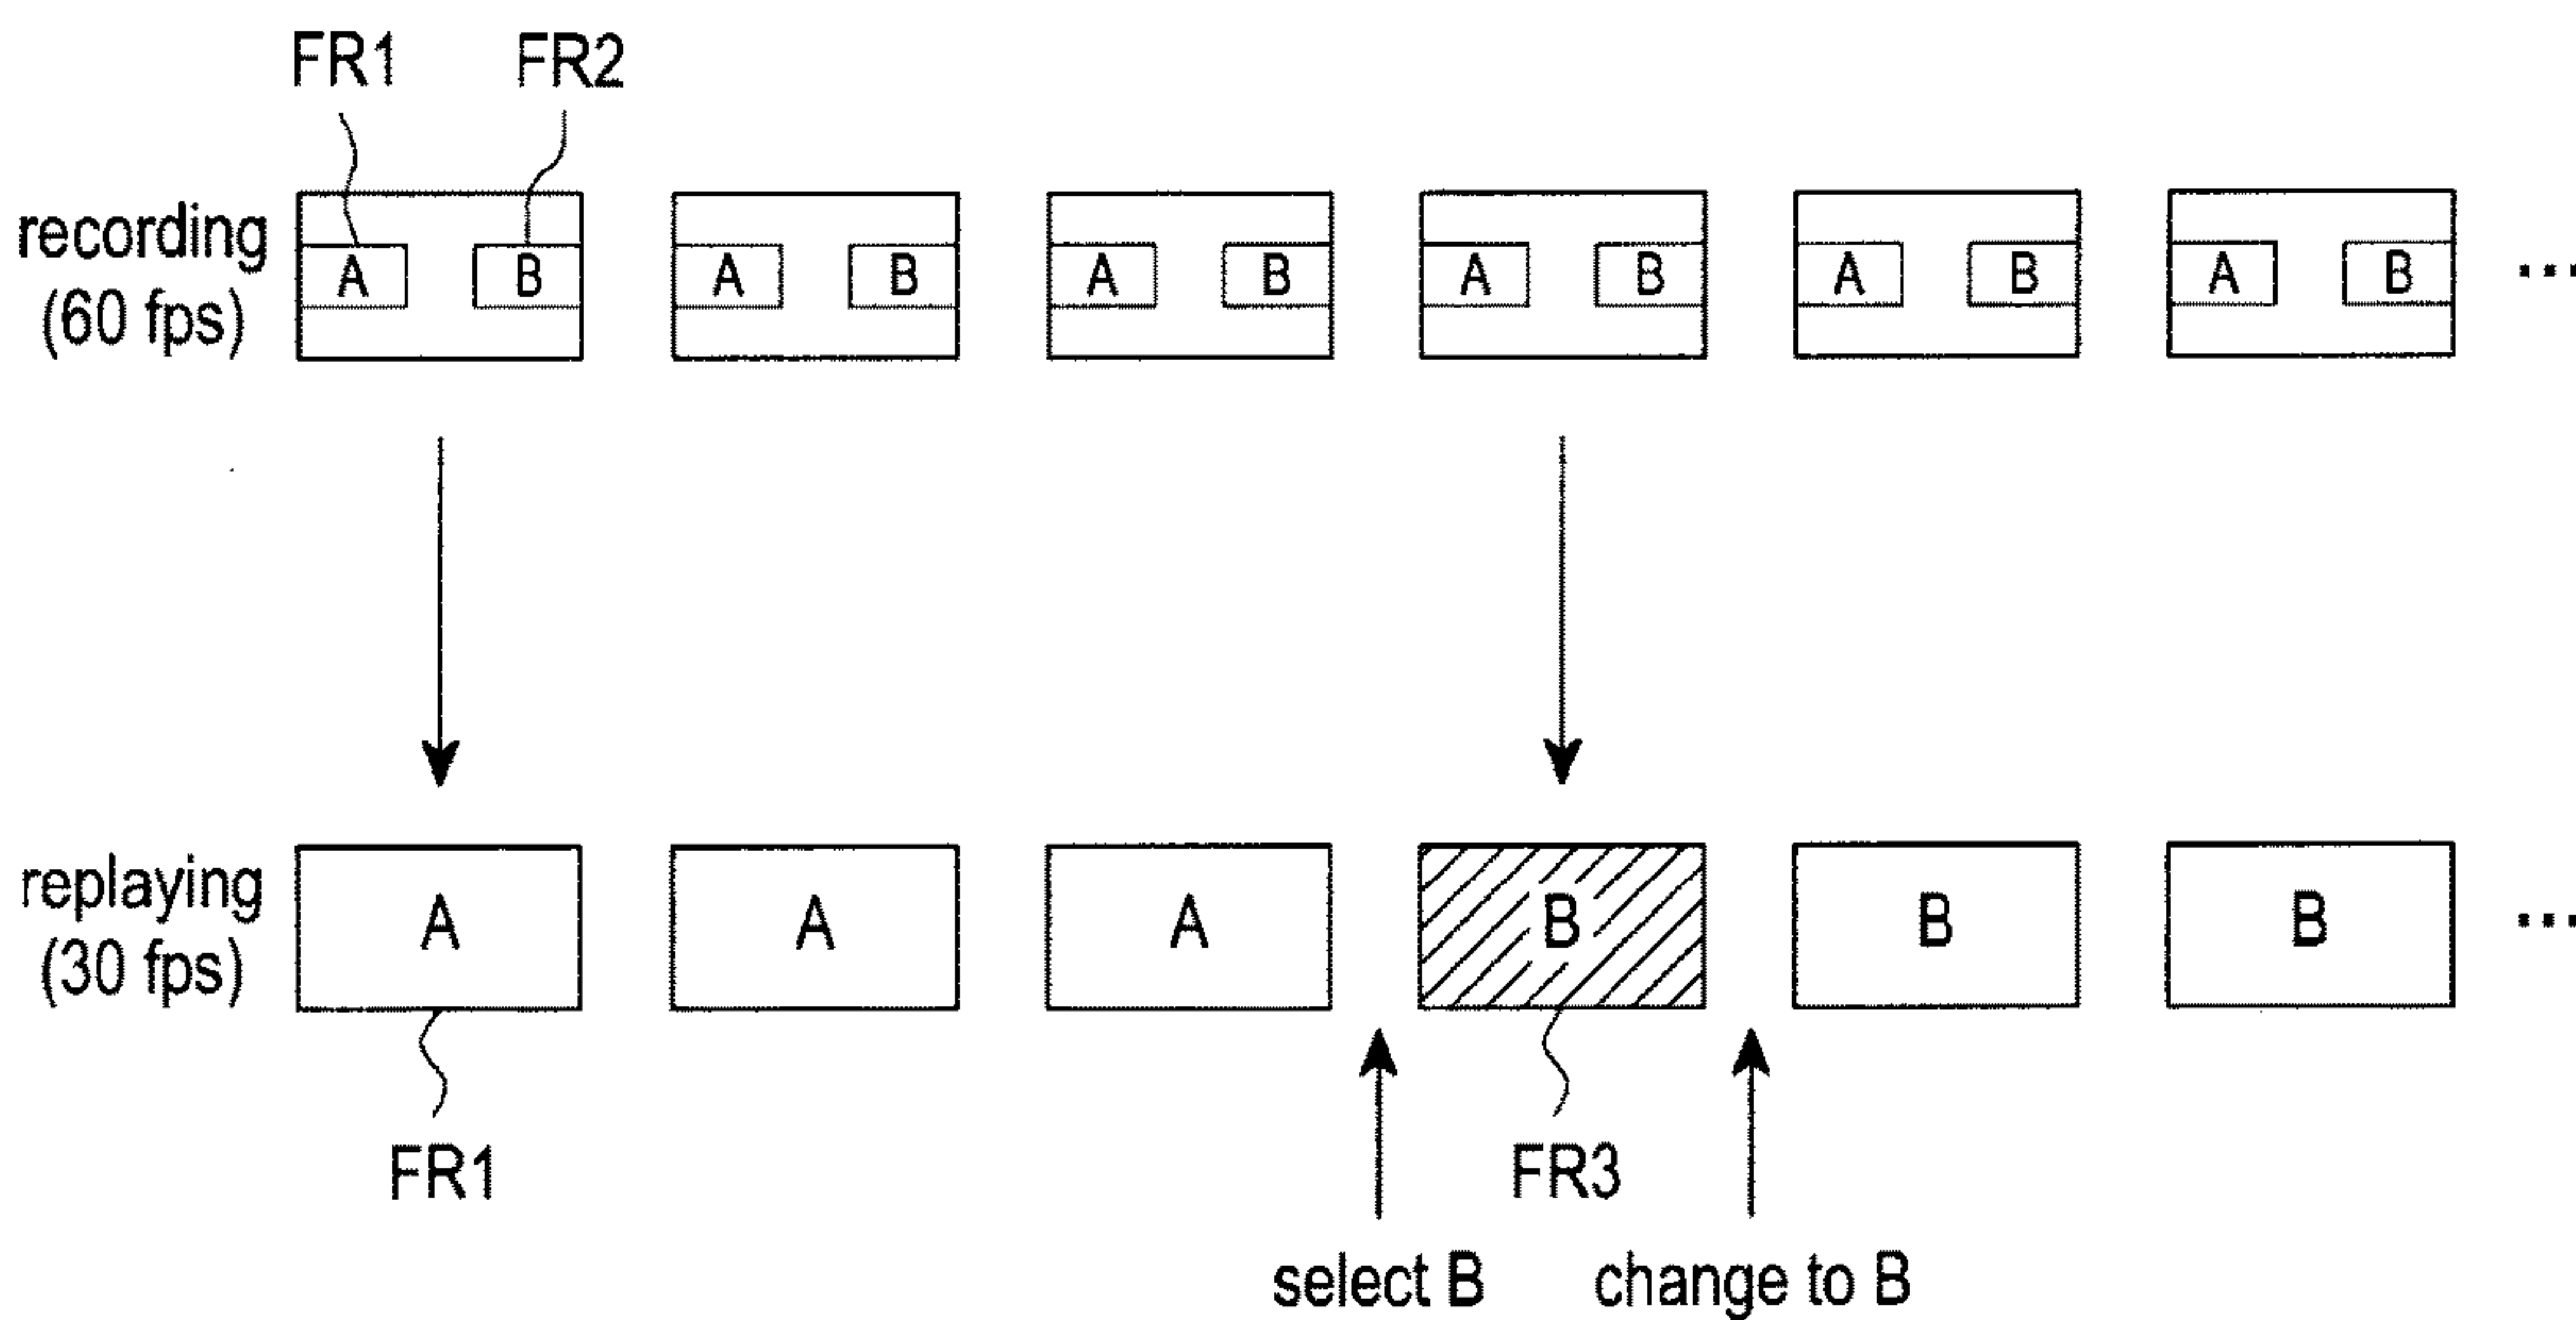 FR1 FR2
recording
(60 fps)
A B A B A B A B A B A B ...
replaying
(30 fps)
A A A B B B ...
FR1 FR3
select B change to B